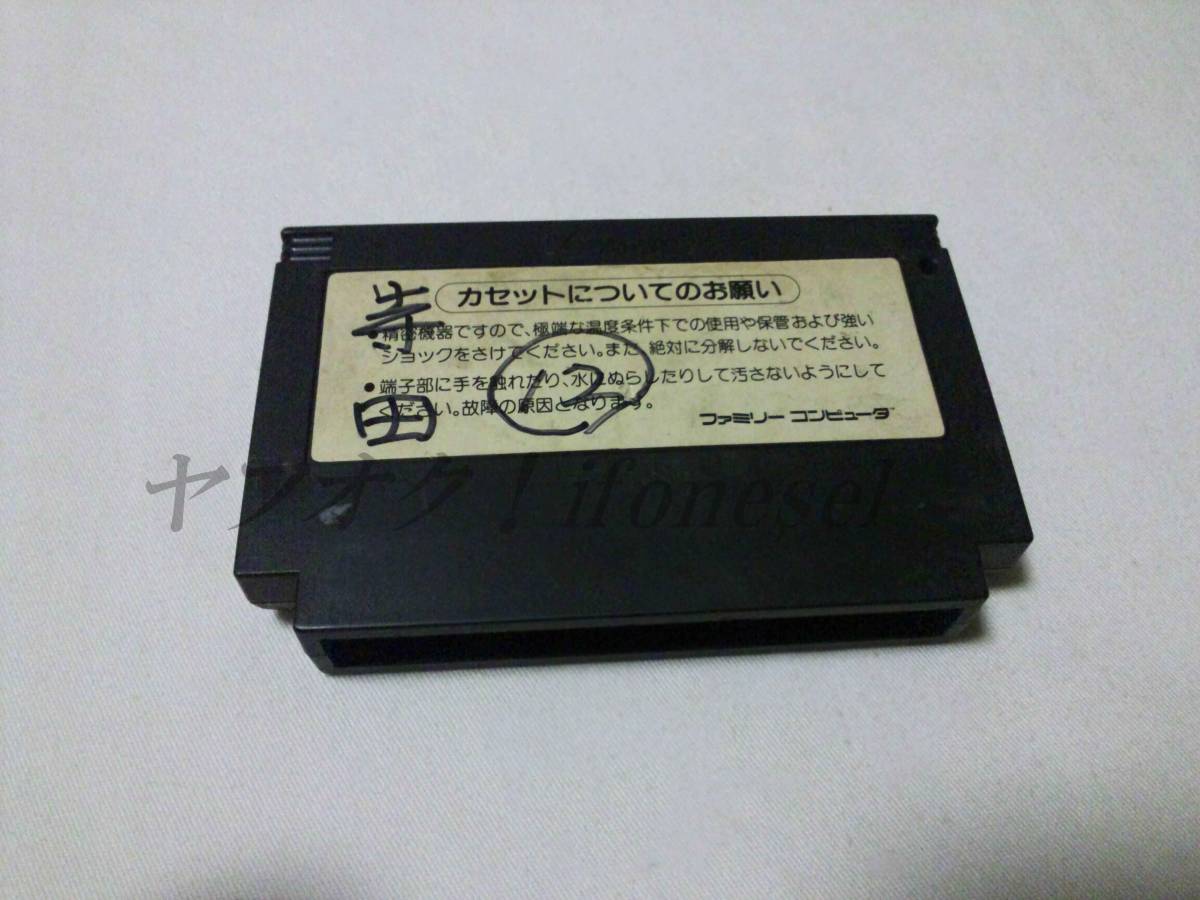 カセットについてのお願い
•精密機器ですので、極端な温度条件下での使用や保管および強い
ショックをさけてください。また、絶対に分解しないでください。
•端子部に手を触れたり、水にぬらしたりして汚さないようにして
ください。故障の原因となります。
ファミリー コンピュータ™
寺田
12
ヤフオク！ifonesel